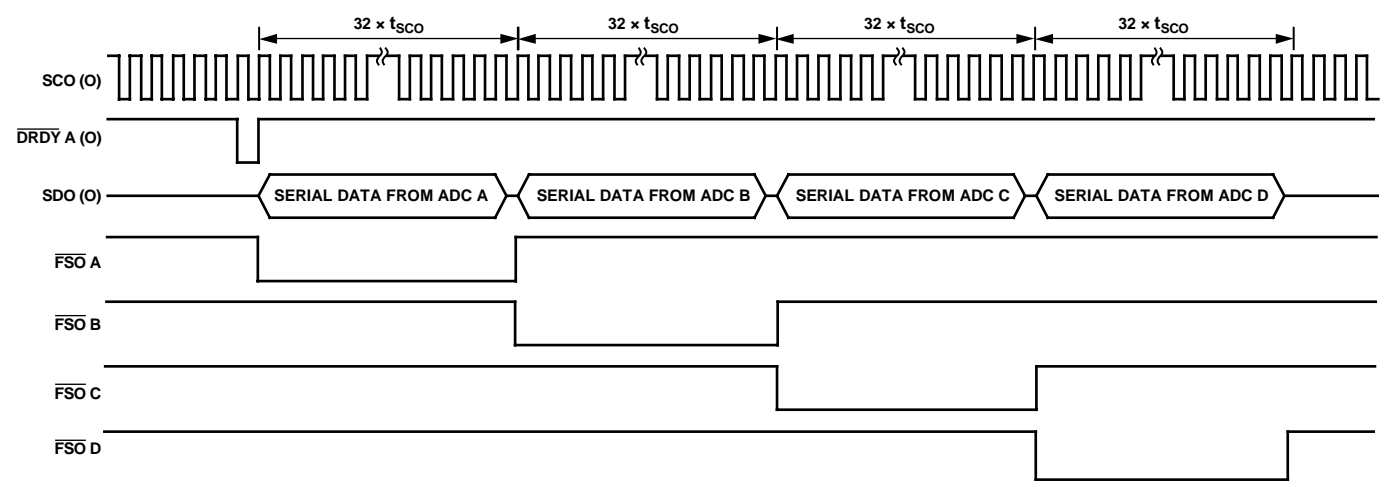 32 × tSCO 32 × tSCO 32 × tSCO 32 × tSCO
SCO (O)
DRDY A (O)
SDO (O) SERIAL DATA FROM ADC A SERIAL DATA FROM ADC B SERIAL DATA FROM ADC C SERIAL DATA FROM ADC D
FSO A
FSO B
FSO C
FSO D